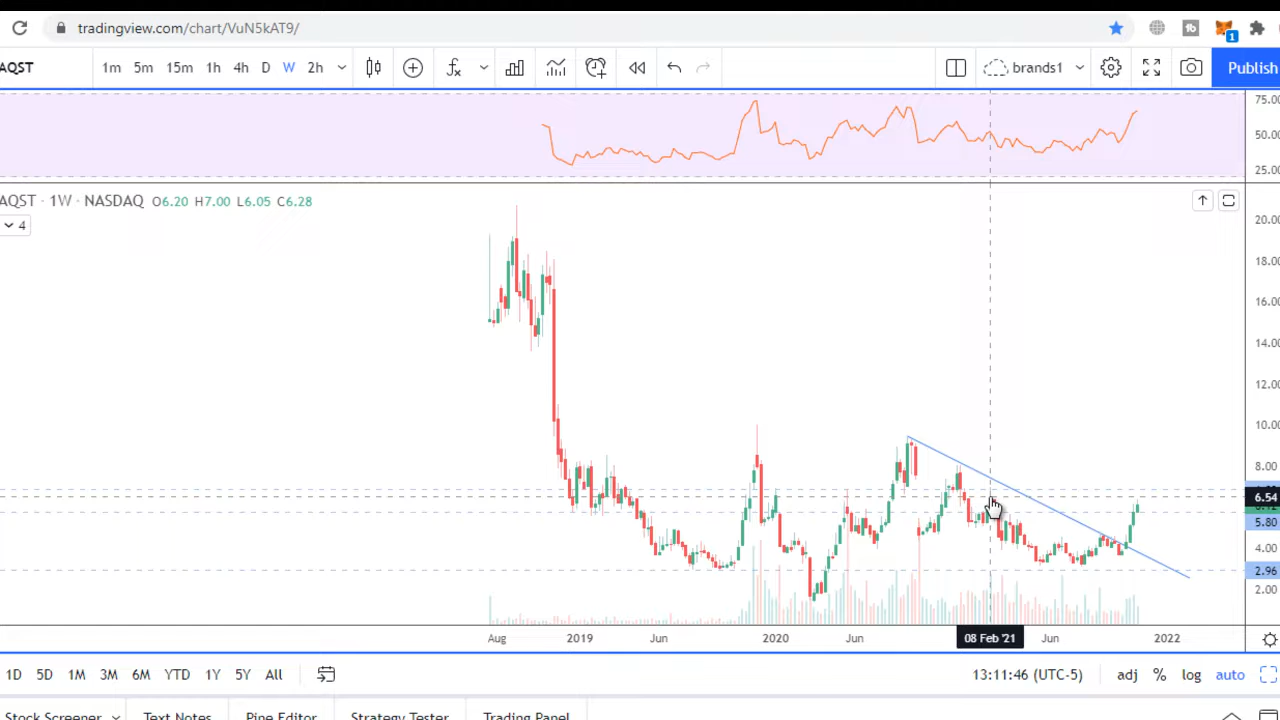 tradingview.com/chart/VuN5kAT9/
1
AQST 1m 5m 15m 1h 4h D W 2h brands1 Publish
75.00
50.00
25.00
AQST · 1W · NASDAQ O6.20 H7.00 L6.05 C6.28
4
20.00
18.00
16.00
14.00
12.00
10.00
8.00
6.54
5.80
4.00
2.96
2.00
Aug 2019 Jun 2020 Jun 08 Feb '21 Jun 2022
1D 5D 1M 3M 6M YTD 1Y 5Y All 13:11:46 (UTC-5) adj % log auto
Stock Screener Text Notes Pine Editor Strategy Tester Trading Panel